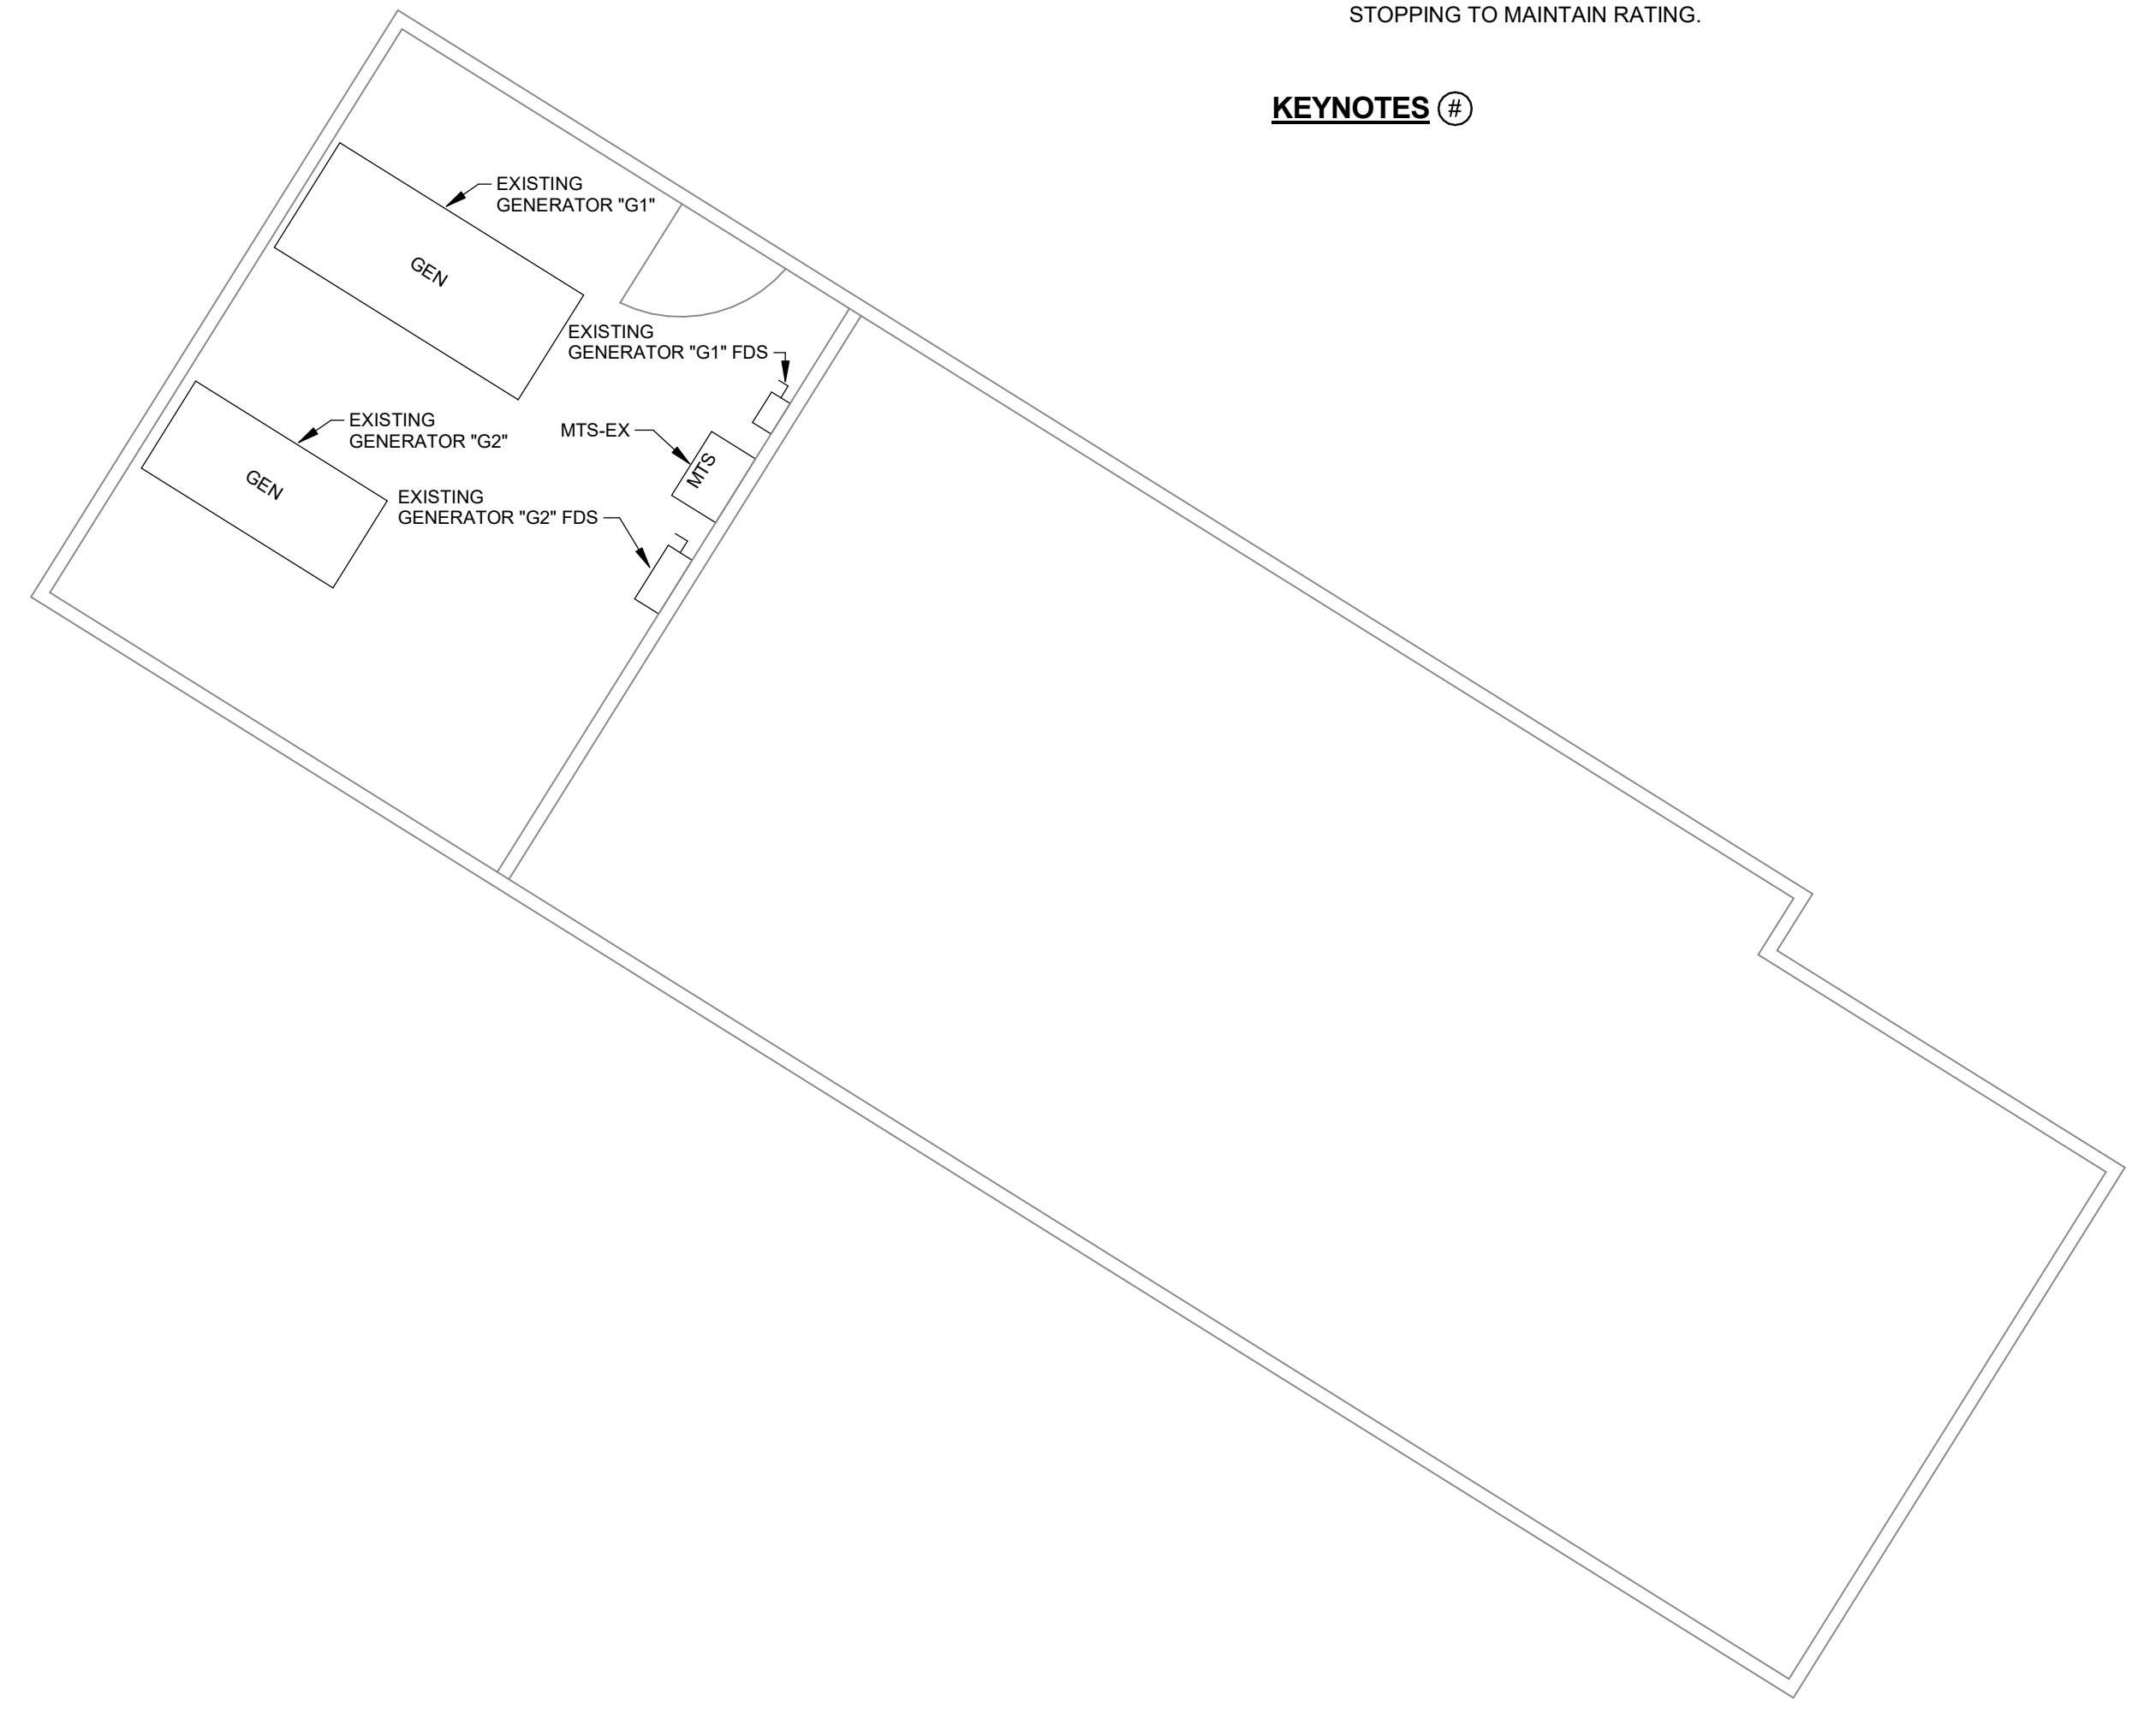 STOPPING TO MAINTAIN RATING.
KEYNOTES #
EXISTING
GENERATOR "G1"
GEN
EXISTING
GENERATOR "G1" FDS
EXISTING
GENERATOR "G2"
MTS-EX
MTS
GEN
EXISTING
GENERATOR "G2" FDS